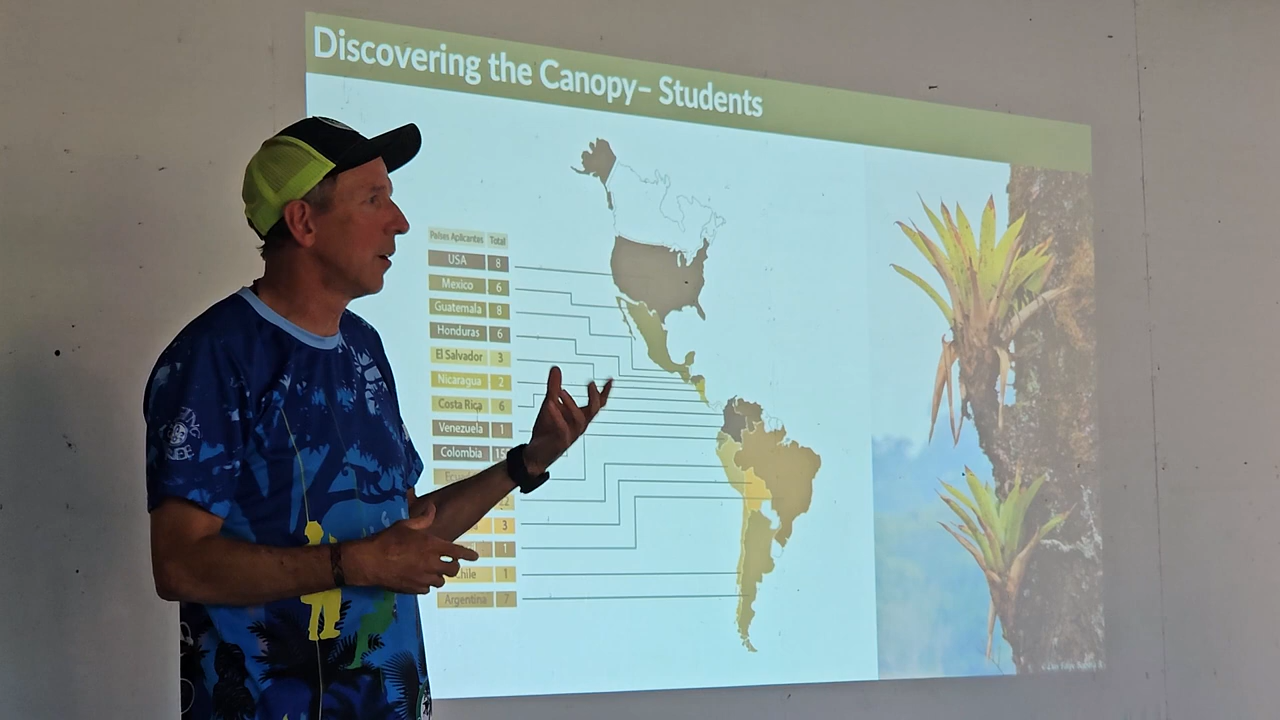 Discovering the Canopy– Students
Países Aplicantes Total
USA 8
Mexico 6
Guatemala 8
Honduras 6
El Salvador 3
Nicaragua 2
Costa Rica 6
Venezuela 1
Colombia 15
3
1
Chile 1
Argentina 7